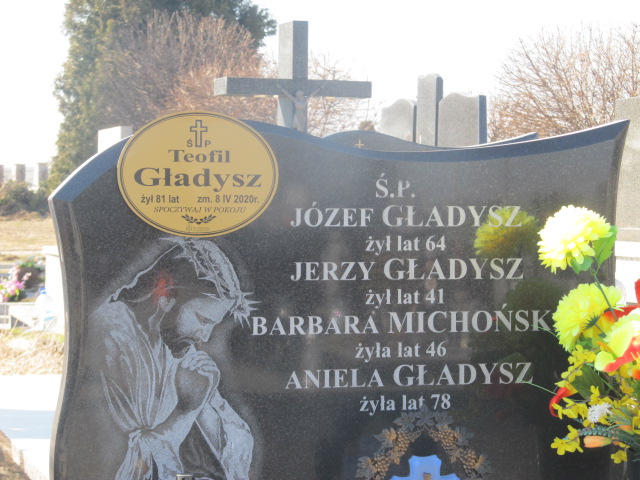 Ś P
Teofil
Gładysz
żył 81 lat zm. 8 IV 2020r.
SPOCZYWAJ W POKOJU
Ś.P.
JÓZEF GŁADYSZ
żył lat 64
JERZY GŁADYSZ
żył lat 41
BARBARA MICHOŃSK
żyła lat 46
ANIELA GŁADYSZ
żyła lat 78